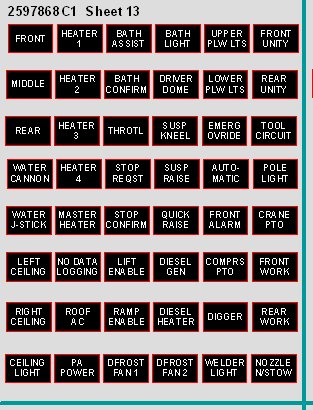 2597868C1 Sheet 13
FRONT
HEATER
1
BATH
ASSIST
BATH
LIGHT
UPPER
PLW LTS
FRONT
UNITY
MIDDLE
HEATER
2
BATH
CONFIRM
DRIVER
DOME
LOWER
PLW LTS
REAR
UNITY
REAR
HEATER
3
THROTL
SUSP
KNEEL
EMERG
OVRIDE
TOOL
CIRCUIT
WATER
CANNON
HEATER
4
STOP
REQST
SUSP
RAISE
AUTO-
MATIC
POLE
LIGHT
WATER
J-STICK
MASTER
HEATER
STOP
CONFIRM
QUICK
RAISE
FRONT
ALARM
CRANE
PTO
LEFT
CEILING
NO DATA
LOGGING
LIFT
ENABLE
DIESEL
GEN
COMPRS
PTO
FRONT
WORK
RIGHT
CEILING
ROOF
AC
RAMP
ENABLE
DIESEL
HEATER
DIGGER
REAR
WORK
CEILING
LIGHT
PA
POWER
DFROST
FAN 1
DFROST
FAN 2
WELDER
LIGHT
NOZZLE
N/STOW